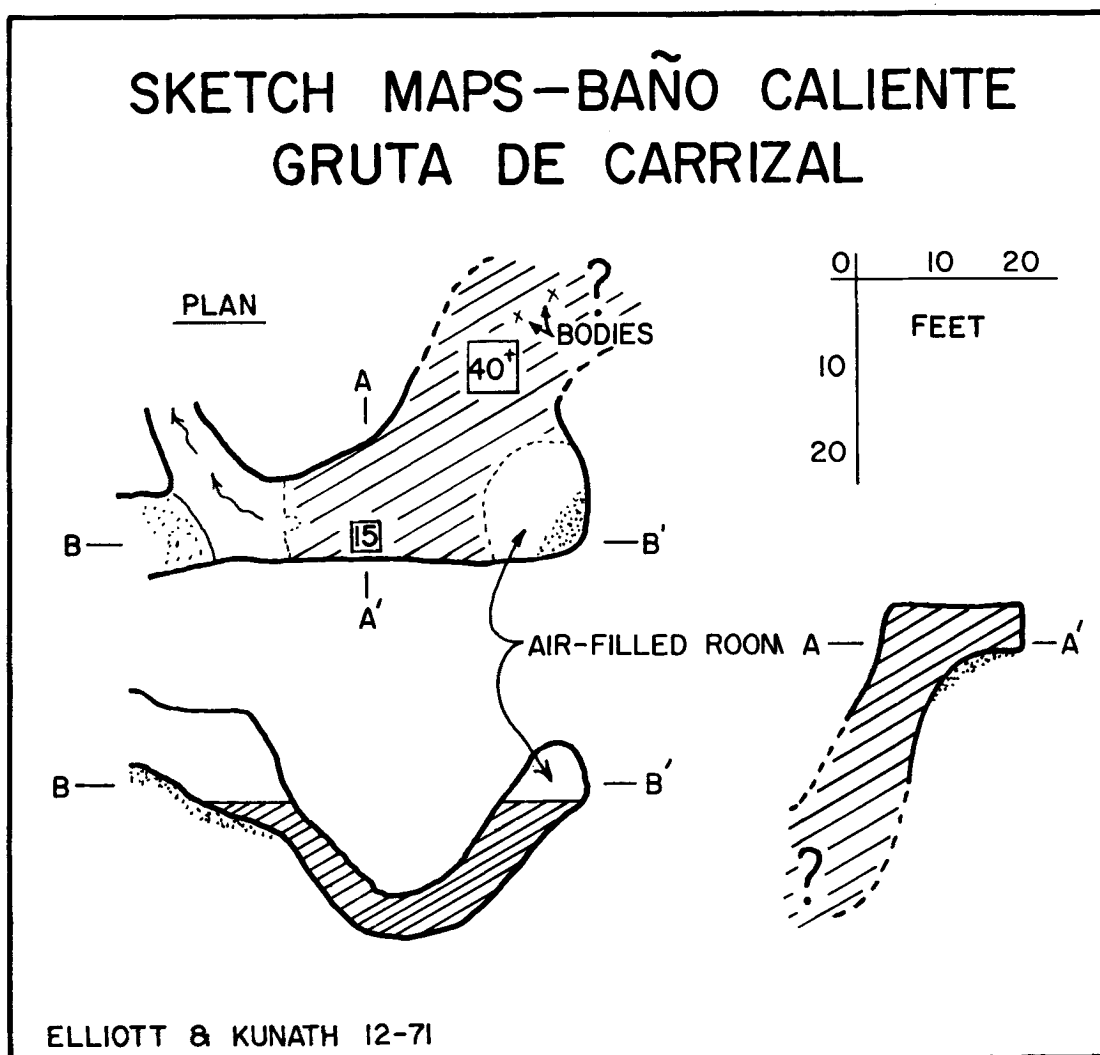 SKETCH MAPS—BAÑO CALIENTE
GRUTA DE CARRIZAL
PLAN
0 10 20
FEET
10
20
?
BODIES
40+
A
15
B
B'
A'
AIR-FILLED ROOM
A
A'
B
B'
?
ELLIOTT & KUNATH 12-71